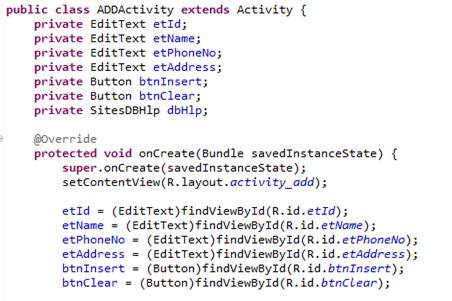 public class ADDActivity extends Activity {
private EditText etId;
private EditText etName;
private EditText etPhoneNo;
private EditText etAddress;
private Button btnInsert;
private Button btnClear;
private SitesDBHlp dbHlp;
@Override
protected void onCreate(Bundle savedInstanceState) {
super.onCreate(savedInstanceState);
setContentView(R.layout.activity_add);
etId = (EditText)findViewById(R.id.etId);
etName = (EditText)findViewById(R.id.etName);
etPhoneNo = (EditText)findViewById(R.id.etPhoneNo);
etAddress = (EditText)findViewById(R.id.etAddress);
btnInsert = (Button)findViewById(R.id.btnInsert);
btnClear = (Button)findViewById(R.id.btnClear);